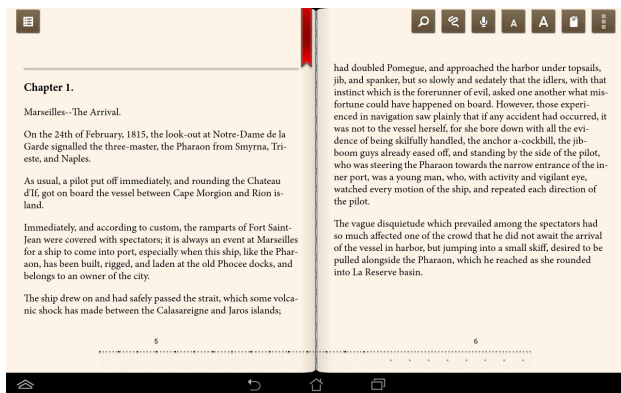 A
A
Chapter 1.
Marseilles--The Arrival.
On the 24th of February, 1815, the look-out at Notre-Dame de la
Garde signalled the three-master, the Pharaon from Smyrna, Tri-
este, and Naples.
As usual, a pilot put off immediately, and rounding the Chateau
d'If, got on board the vessel between Cape Morgion and Rion is-
land.
Immediately, and according to custom, the ramparts of Fort Saint-
Jean were covered with spectators; it is always an event at Marseilles
for a ship to come into port, especially when this ship, like the Phar-
aon, has been built, rigged, and laden at the old Phocee docks, and
belongs to an owner of the city.
The ship drew on and had safely passed the strait, which some volca-
nic shock has made between the Calasareigne and Jaros islands;
5
had doubled Pomegue, and approached the harbor under topsails,
jib, and spanker, but so slowly and sedately that the idlers, with that
instinct which is the forerunner of evil, asked one another what mis-
fortune could have happened on board. However, those experi-
enced in navigation saw plainly that if any accident had occurred, it
was not to the vessel herself, for she bore down with all the evi-
dence of being skilfully handled, the anchor a-cockbill, the jib-
boom guys already eased off, and standing by the side of the pilot,
who was steering the Pharaon towards the narrow entrance of the in-
ner port, was a young man, who, with activity and vigilant eye,
watched every motion of the ship, and repeated each direction of
the pilot.
The vague disquietude which prevailed among the spectators had
so much affected one of the crowd that he did not await the arrival
of the vessel in harbor, but jumping into a small skiff, desired to be
pulled alongside the Pharaon, which he reached as she rounded
into La Reserve basin.
6